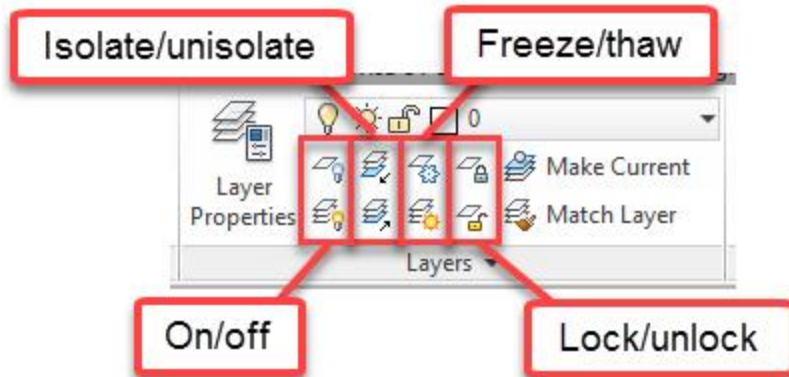 Isolate/unisolate
Freeze/thaw
0
Layer
Properties
Make Current
Match Layer
Layers
On/off
Lock/unlock